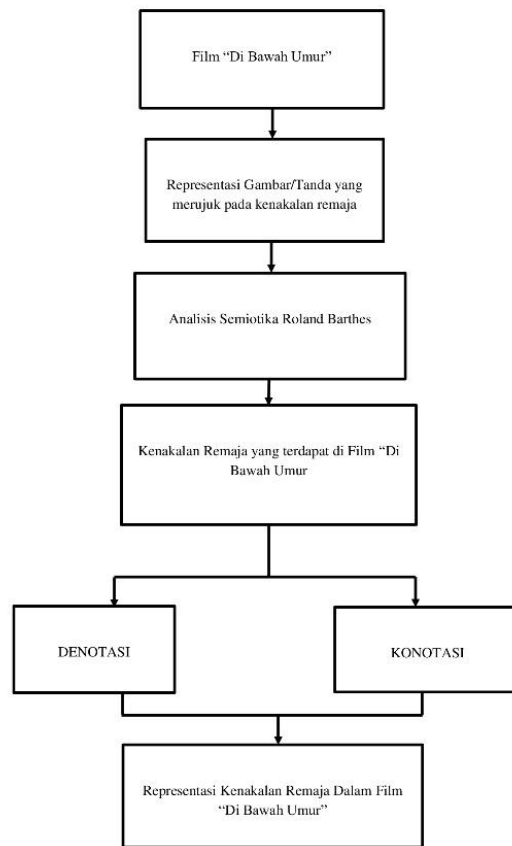 Film “Di Bawah Umur”
Representasi Gambar/Tanda yang
merujuk pada kenakalan remaja
Analisis Semiotika Roland Barthes
Kenakalan Remaja yang terdapat di Film “Di
Bawah Umur
DENOTASI
KONOTASI
Representasi Kenakalan Remaja Dalam Film
“Di Bawah Umur”